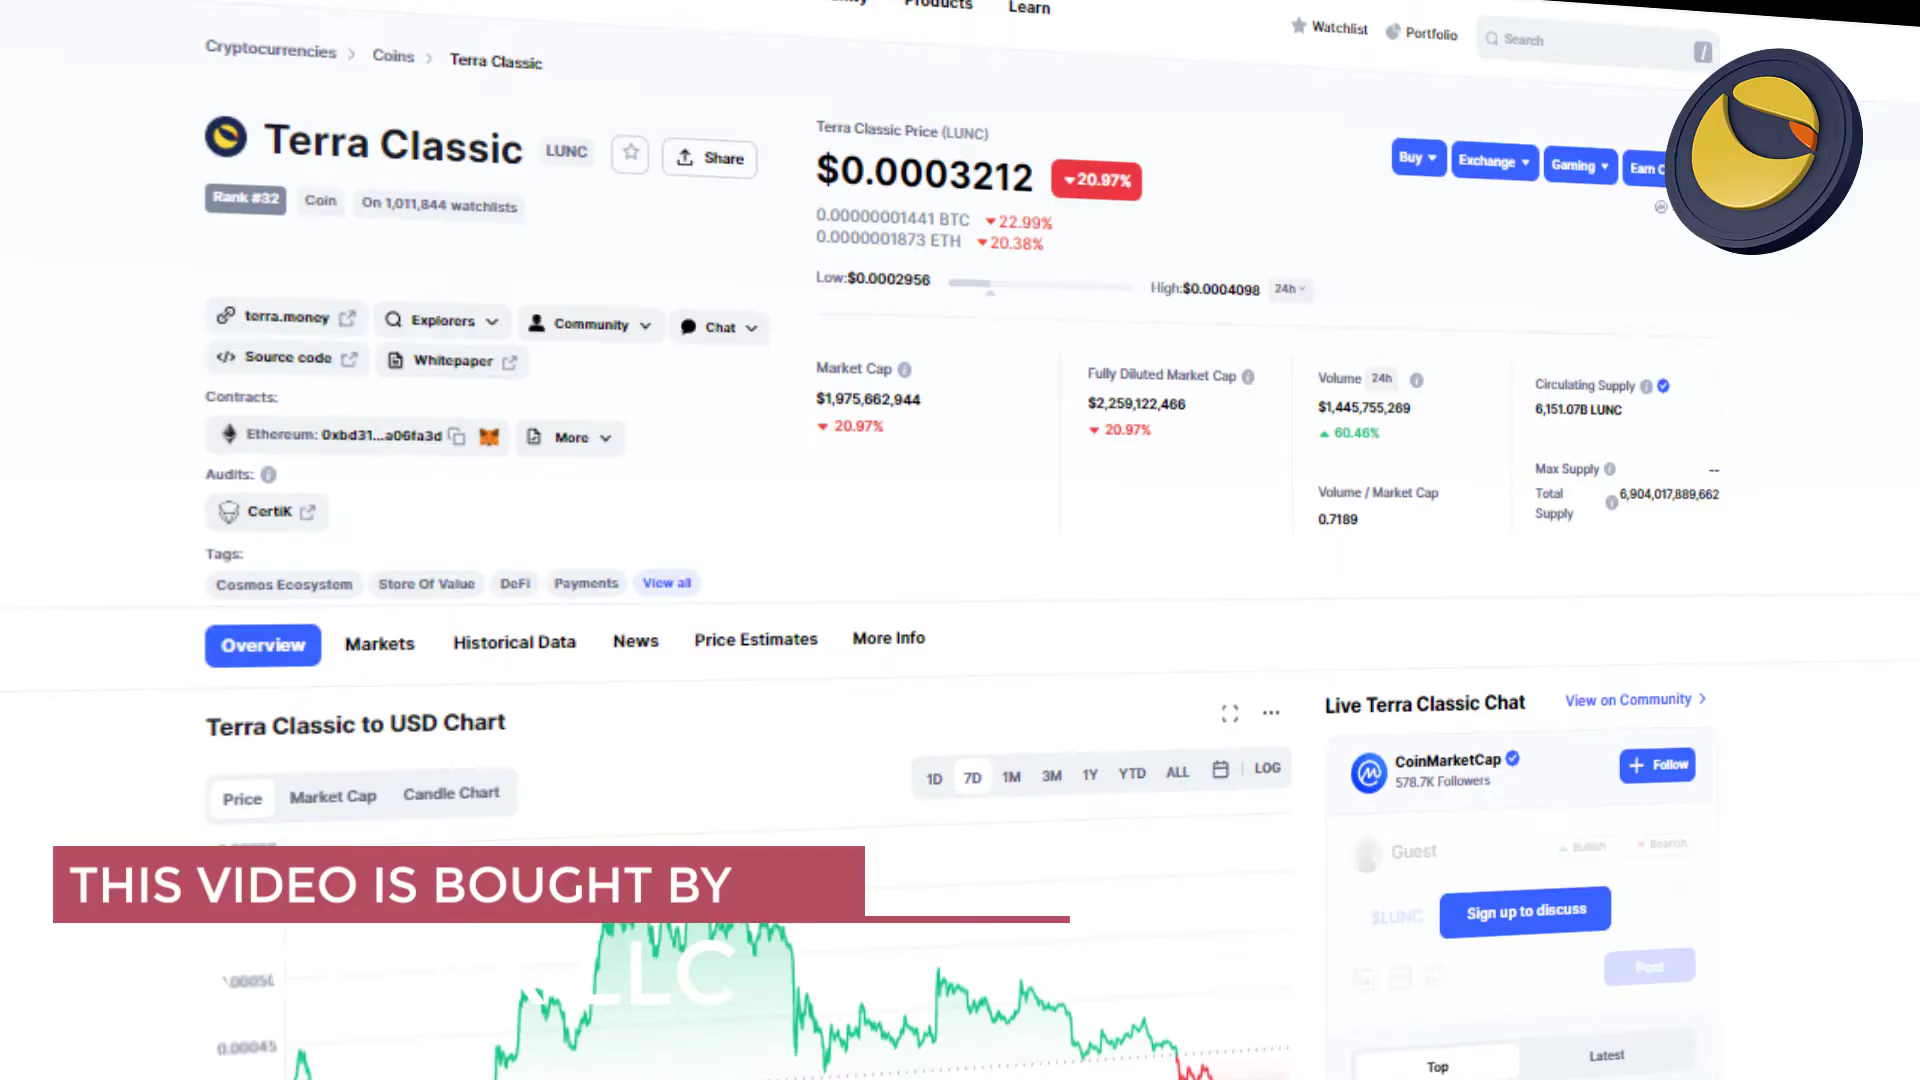 Products
Learn
Watchlist
Portfolio
Search
/
Cryptocurrencies > Coins > Terra Classic
Terra Classic
LUNC
Share
Rank #32
Coin
On 1,011,844 watchlists
Terra Classic Price (LUNC)
$0.0003212
20.97%
0.00000001441 BTC
22.99%
0.0000001873 ETH
20.38%
Low:$0.0002956
High:$0.0004098
24h
Buy
Exchange
Gaming
Earn
terra.money
Explorers
Community
Chat
Source code
Whitepaper
Contracts:
Ethereum: 0xbd31...a06fa3d
More
Audits:
CertiK
Tags:
Cosmos Ecosystem
Store Of Value
DeFi
Payments
View all
Market Cap
$1,975,662,944
20.97%
Fully Diluted Market Cap
$2,259,122,466
20.97%
Volume 24h
$1,445,755,269
60.46%
Volume / Market Cap
0.7189
Circulating Supply
6,151.07B LUNC
Max Supply
--
Total Supply
6,904,017,889,662
Overview
Markets
Historical Data
News
Price Estimates
More Info
Terra Classic to USD Chart
Price
Market Cap
Candle Chart
1D
7D
1M
3M
1Y
YTD
ALL
LOG
Live Terra Classic Chat
View on Community >
CoinMarketCap
578.7K Followers
+ Follow
Guest
Bullish
Bearish
$LUNC
Sign up to discuss
Post
Top
Latest
THIS VIDEO IS BOUGHT BY
LLC
0.00045